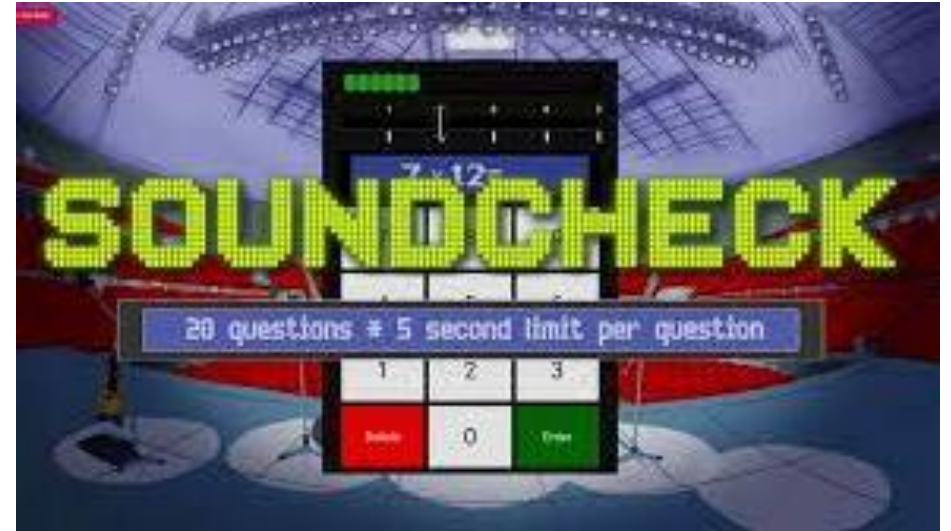 7 × 12=
SOUNDCHECK
20 questions * 5 second limit per question
1 2 3
Delete 0 Enter